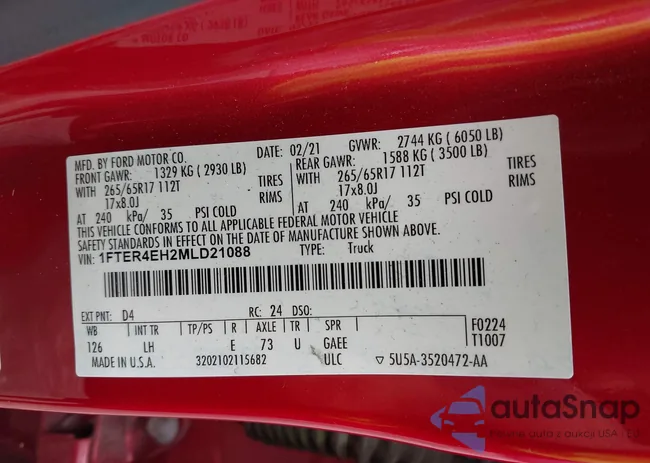 MFD. BY FORD MOTOR CO. DATE: 02/21 GVWR: 2744 KG ( 6050 LB)
FRONT GAWR: 1329 KG ( 2930 LB) REAR GAWR: 1588 KG ( 3500 LB)
WITH 265/65R17 112T TIRES WITH 265/65R17 112T TIRES
17x8.0J RIMS 17x8.0J RIMS
AT 240 kPa/ 35 PSI COLD AT 240 kPa/ 35 PSI COLD
THIS VEHICLE CONFORMS TO ALL APPLICABLE FEDERAL MOTOR VEHICLE
SAFETY STANDARDS IN EFFECT ON THE DATE OF MANUFACTURE SHOWN ABOVE.
VIN: 1FTER4EH2MLD21088 TYPE: Truck
EXT PNT: D4 RC: 24 DSO:
WB INT TR TP/PS R AXLE TR SPR F0224
126 LH E 73 U GAEE T1007
MADE IN U.S.A. 3202102115682 ULC 5U5A-3520472-AA
autaSnap
Pewne auta z aukcji USA i EU